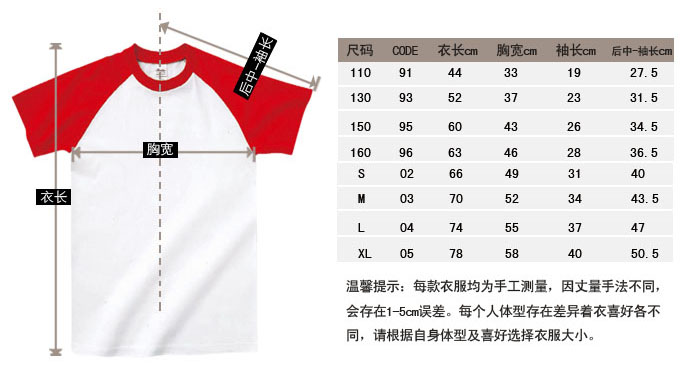 后中-袖长
胸宽
衣长
尺码 CODE 衣长cm 胸宽cm 袖长cm 后中-袖长cm
110 91 44 33 19 27.5
130 93 52 37 23 31.5
150 95 60 43 26 34.5
160 96 63 46 28 36.5
S 02 66 49 31 40
M 03 70 52 34 43.5
L 04 74 55 37 47
XL 05 78 58 40 50.5
温馨提示：每款衣服均为手工测量，因丈量手法不同，
会存在1-5cm误差。每个人体型存在差异着衣喜好各不
同，请根据自身体型及喜好选择衣服大小。